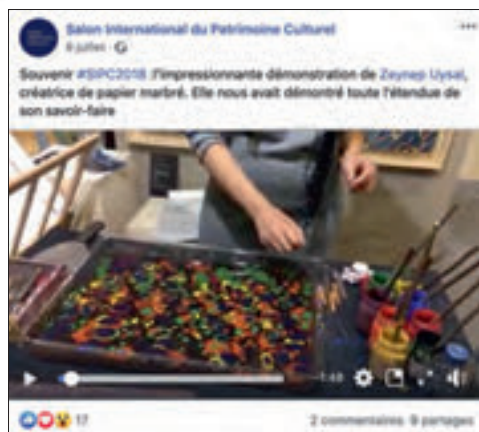 Salon International du Patrimoine Culturel
9 juillet ·
Souvenir #SIPC2018 :l'impressionnante démonstration de Zeynep Uysal,
créatrice de papier marbré. Elle nous avait démontré toute l'étendue de
son savoir-faire
-1:48
17
2 commentaires 9 partages